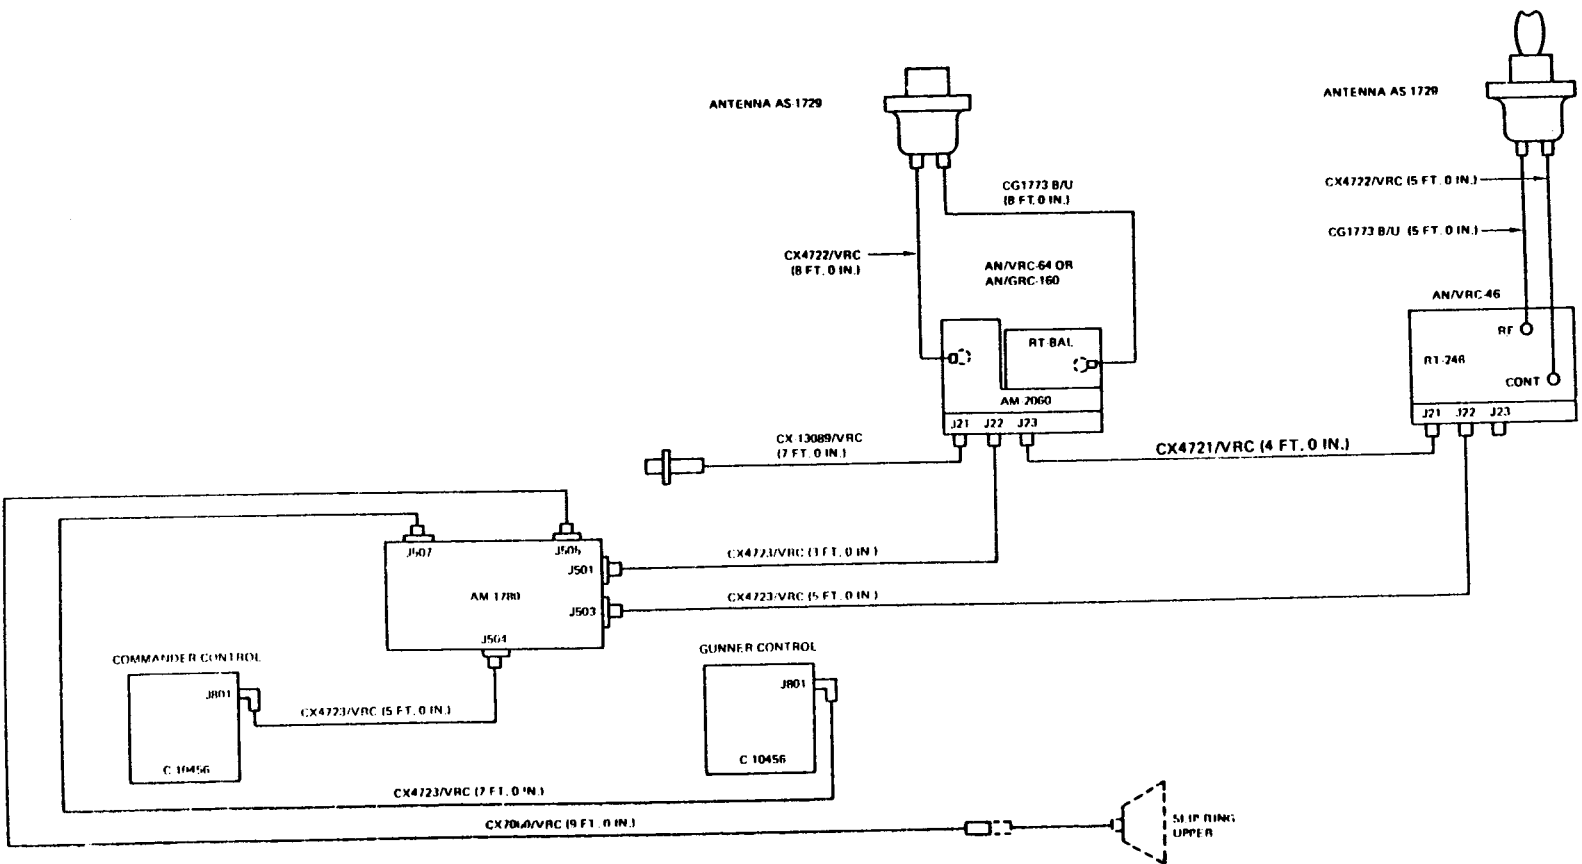 ANTENNA AS 1729
ANTENNA AS 1729
CG1773 B/U
(8 FT. 0 IN.)
CX4722/VRC (5 FT. 0 IN.)
CG1773 B/U (5 FT. 0 IN.)
CX4722/VRC
(8 FT. 0 IN.)
AN/VRC-64 OR
AN/GRC-160
AN/VRC-46
RF
RT-BAL
RT-246
CONT
AM-2060
J21 J22 J23
J21 J22 J23
CX-13089/VRC
(7 FT. 0 IN.)
CX4721/VRC (4 FT. 0 IN.)
J507
J505
J501
CX4723/VRC (3 FT. 0 IN.)
AM 1780
J503
CX4723/VRC (5 FT. 0 IN.)
J504
COMMANDER CONTROL
GUNNER CONTROL
J801
J801
CX4723/VRC (5 FT. 0 IN.)
C 10456
C 10456
CX4723/VRC (7 FT. 0 IN.)
(9 FT. 0 IN.)
SLIP RING
UPPER